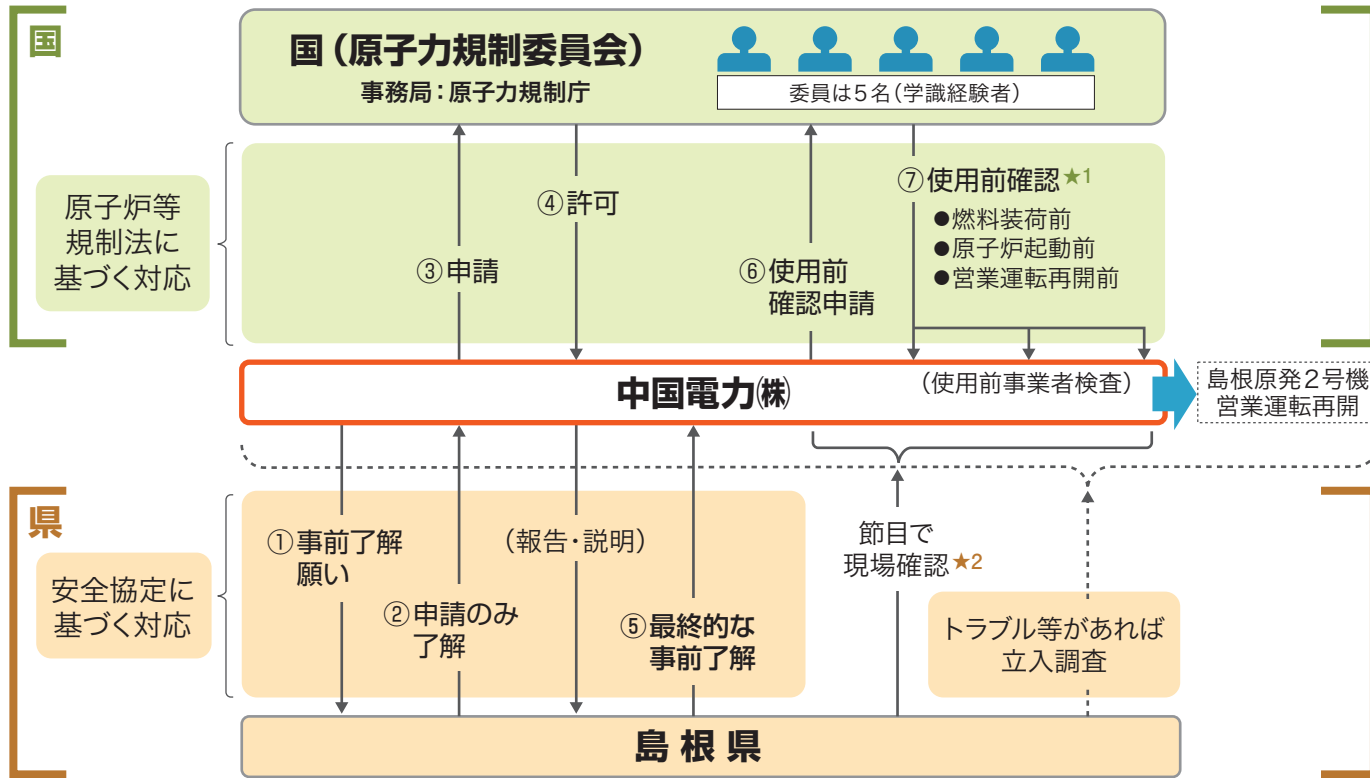 国
国(原子力規制委員会)
事務局:原子力規制庁
委員は5名(学識経験者)
原子炉等
規制法に
基づく対応
③申請
④許可
⑥使用前
確認申請
⑦使用前確認★1
●燃料装荷前
●原子炉起動前
●営業運転再開前
中国電力㈱
(使用前事業者検査)
島根原発2号機
営業運転再開
県
安全協定に
基づく対応
①事前了解
願い
②申請のみ
了解
(報告・説明)
⑤最終的な
事前了解
節目で
現場確認★2
トラブル等があれば
立入調査
島根県